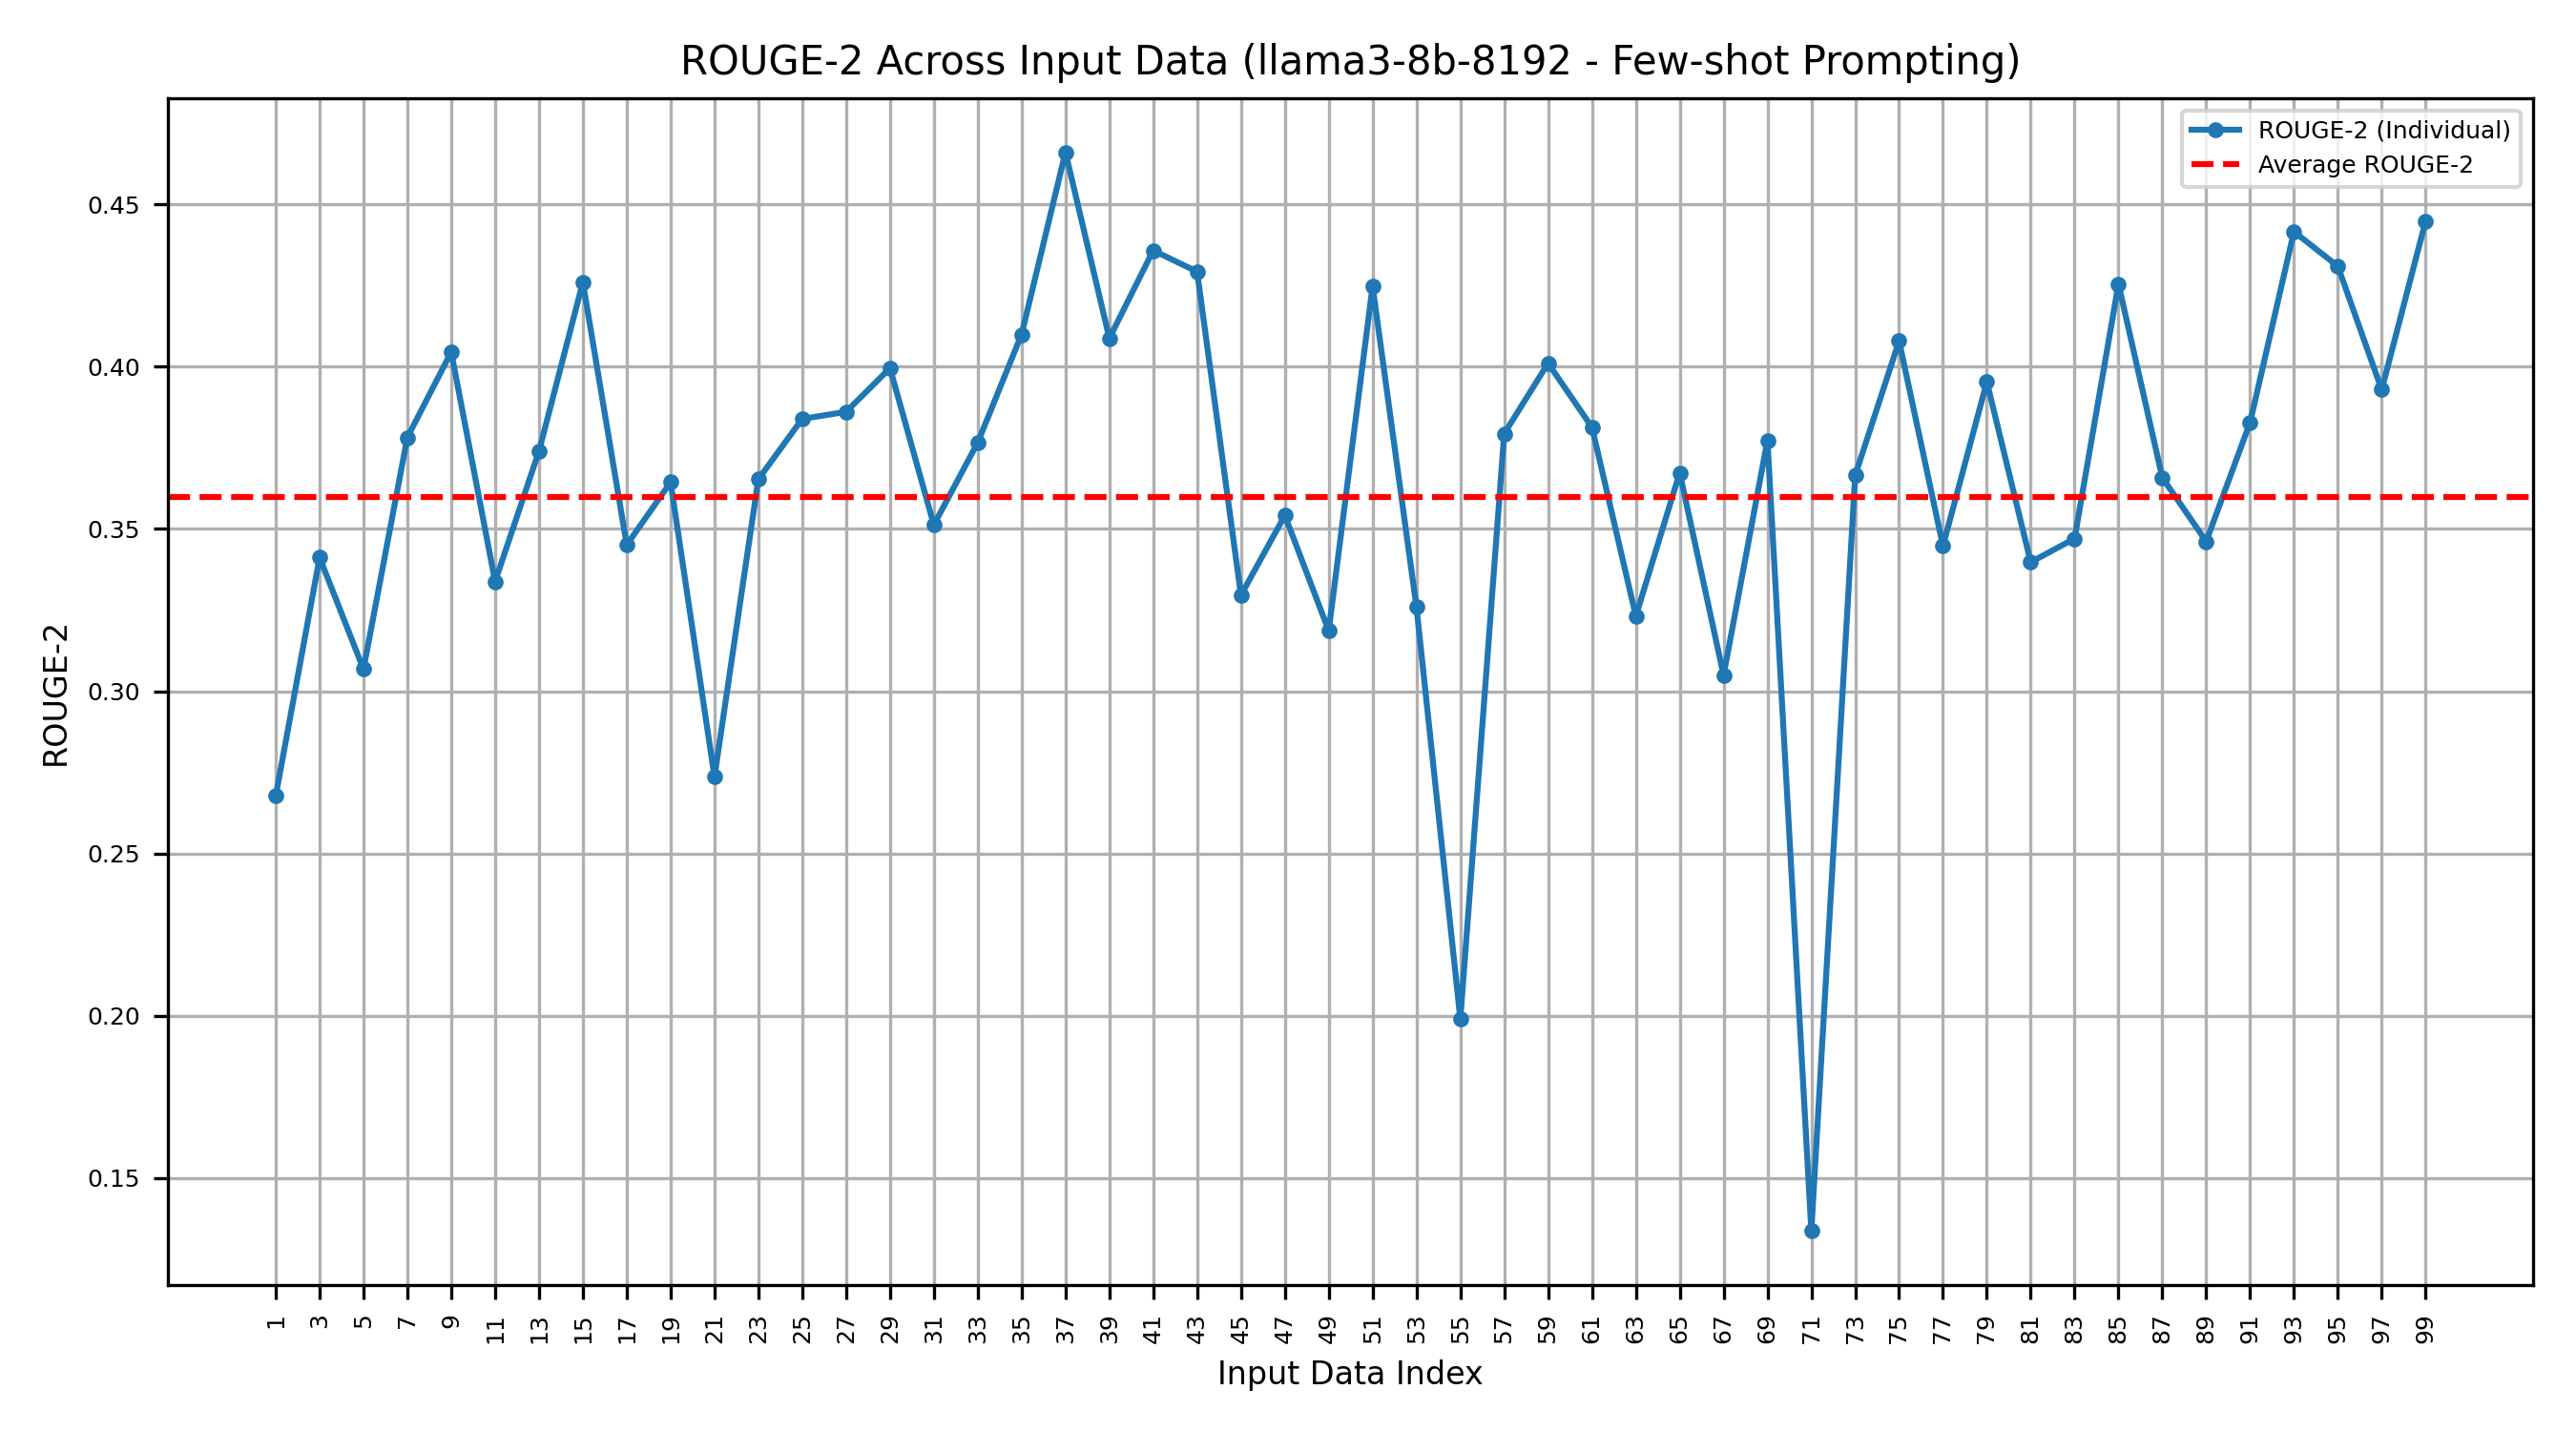 ROUGE-2 Across Input Data (llama3-8b-8192 - Few-shot Prompting)
ROUGE-2 (Individual)
Average ROUGE-2
0.45
0.40
0.35
0.30
0.25
0.20
0.15
ROUGE-2
1 3 5 7 9 11 13 15 17 19 21 23 25 27 29 31 33 35 37 39 41 43 45 47 49 51 53 55 57 59 61 63 65 67 69 71 73 75 77 79 81 83 85 87 89 91 93 95 97 99
Input Data Index